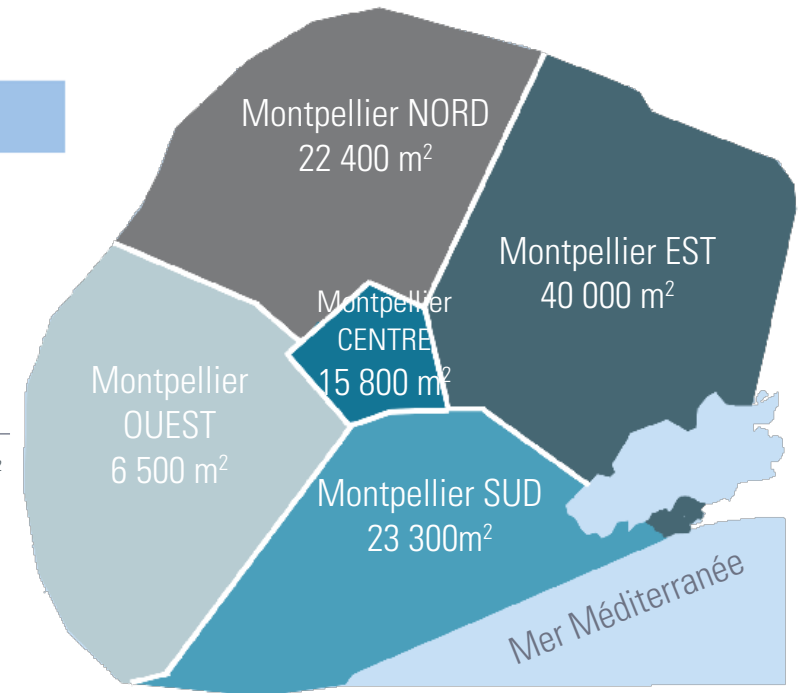 Montpellier NORD
22 400 m²
Montpellier EST
40 000 m²
Montpellier
CENTRE
15 800 m²
Montpellier
OUEST
6 500 m²
Montpellier SUD
23 300m²
Mer Méditerranée
²